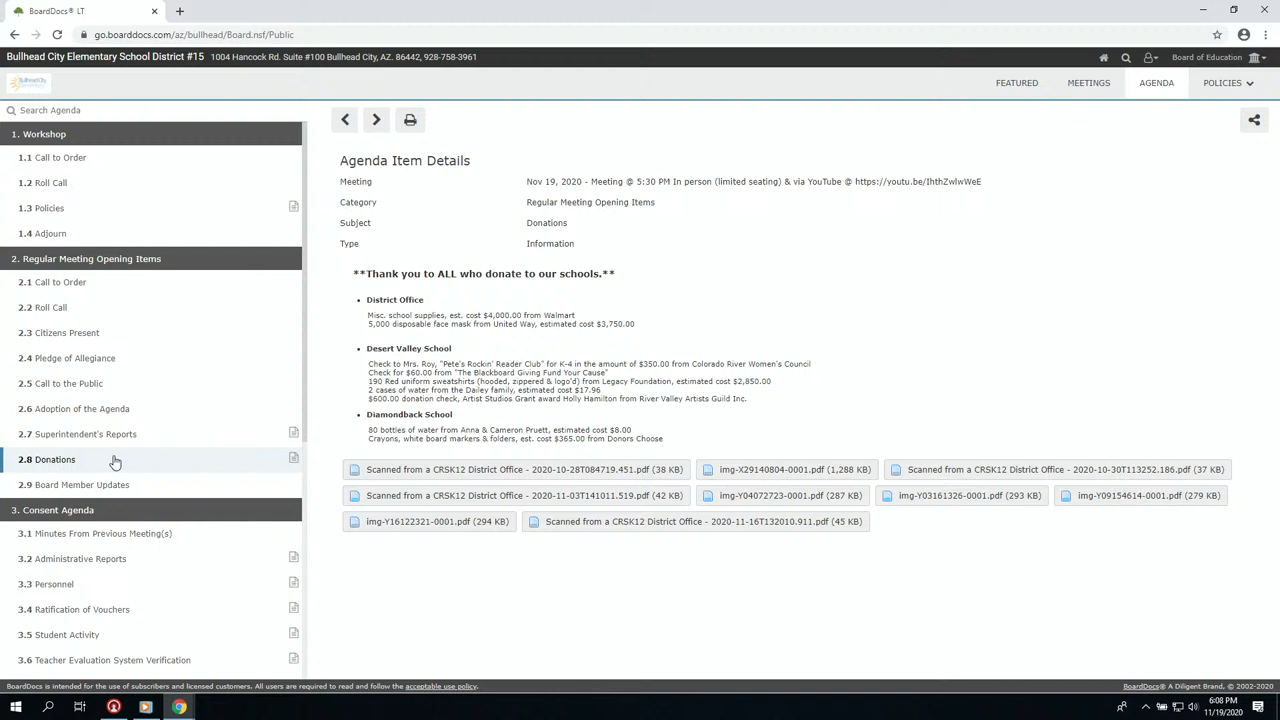 BoardDocs® LT
go.boarddocs.com/az/bullhead/Board.nsf/Public
Bullhead City Elementary School District #15 1004 Hancock Rd. Suite #100 Bullhead City, AZ. 86442, 928-758-3961
Board of Education
FEATURED MEETINGS AGENDA POLICIES
Search Agenda
1. Workshop
1.1 Call to Order
1.2 Roll Call
1.3 Policies
1.4 Adjourn
2. Regular Meeting Opening Items
2.1 Call to Order
2.2 Roll Call
2.3 Citizens Present
2.4 Pledge of Allegiance
2.5 Call to the Public
2.6 Adoption of the Agenda
2.7 Superintendent's Reports
2.8 Donations
2.9 Board Member Updates
3. Consent Agenda
3.1 Minutes From Previous Meeting(s)
3.2 Administrative Reports
3.3 Personnel
3.4 Ratification of Vouchers
3.5 Student Activity
3.6 Teacher Evaluation System Verification
Agenda Item Details
Meeting Nov 19, 2020 - Meeting @ 5:30 PM In person (limited seating) & via YouTube @ https://youtu.be/IhthZwlwWeE
Category Regular Meeting Opening Items
Subject Donations
Type Information
**Thank you to ALL who donate to our schools.**
• District Office
Misc. school supplies, est. cost $4,000.00 from Walmart
5,000 disposable face mask from United Way, estimated cost $3,750.00
• Desert Valley School
Check to Mrs. Roy, "Pete's Rockin' Reader Club" for K-4 in the amount of $350.00 from Colorado River Women's Council
Check for $60.00 from "The Blackboard Giving Fund Your Cause"
190 Red uniform sweatshirts (hooded, zippered & logo'd) from Legacy Foundation, estimated cost $2,850.00
2 cases of water from the Dailey family, estimated cost $17.96
$600.00 donation check, Artist Studios Grant award Holly Hamilton from River Valley Artists Guild Inc.
• Diamondback School
80 bottles of water from Anna & Cameron Pruett, estimated cost $8.00
Crayons, white board markers & folders, est. cost $365.00 from Donors Choose
Scanned from a CRSK12 District Office - 2020-10-28T084719.451.pdf (38 KB) img-X29140804-0001.pdf (1,288 KB) Scanned from a CRSK12 District Office - 2020-10-30T113252.186.pdf (37 KB)
Scanned from a CRSK12 District Office - 2020-11-03T141011.519.pdf (42 KB) img-Y04072723-0001.pdf (287 KB) img-Y03161326-0001.pdf (293 KB) img-Y09154614-0001.pdf (279 KB)
img-Y16122321-0001.pdf (294 KB) Scanned from a CRSK12 District Office - 2020-11-16T132010.911.pdf (45 KB)
BoardDocs is intended for the use of subscribers and licensed customers. All users are required to read and follow the acceptable use policy. BoardDocs® A Diligent Brand, © 2002-2020
6:08 PM
11/19/2020